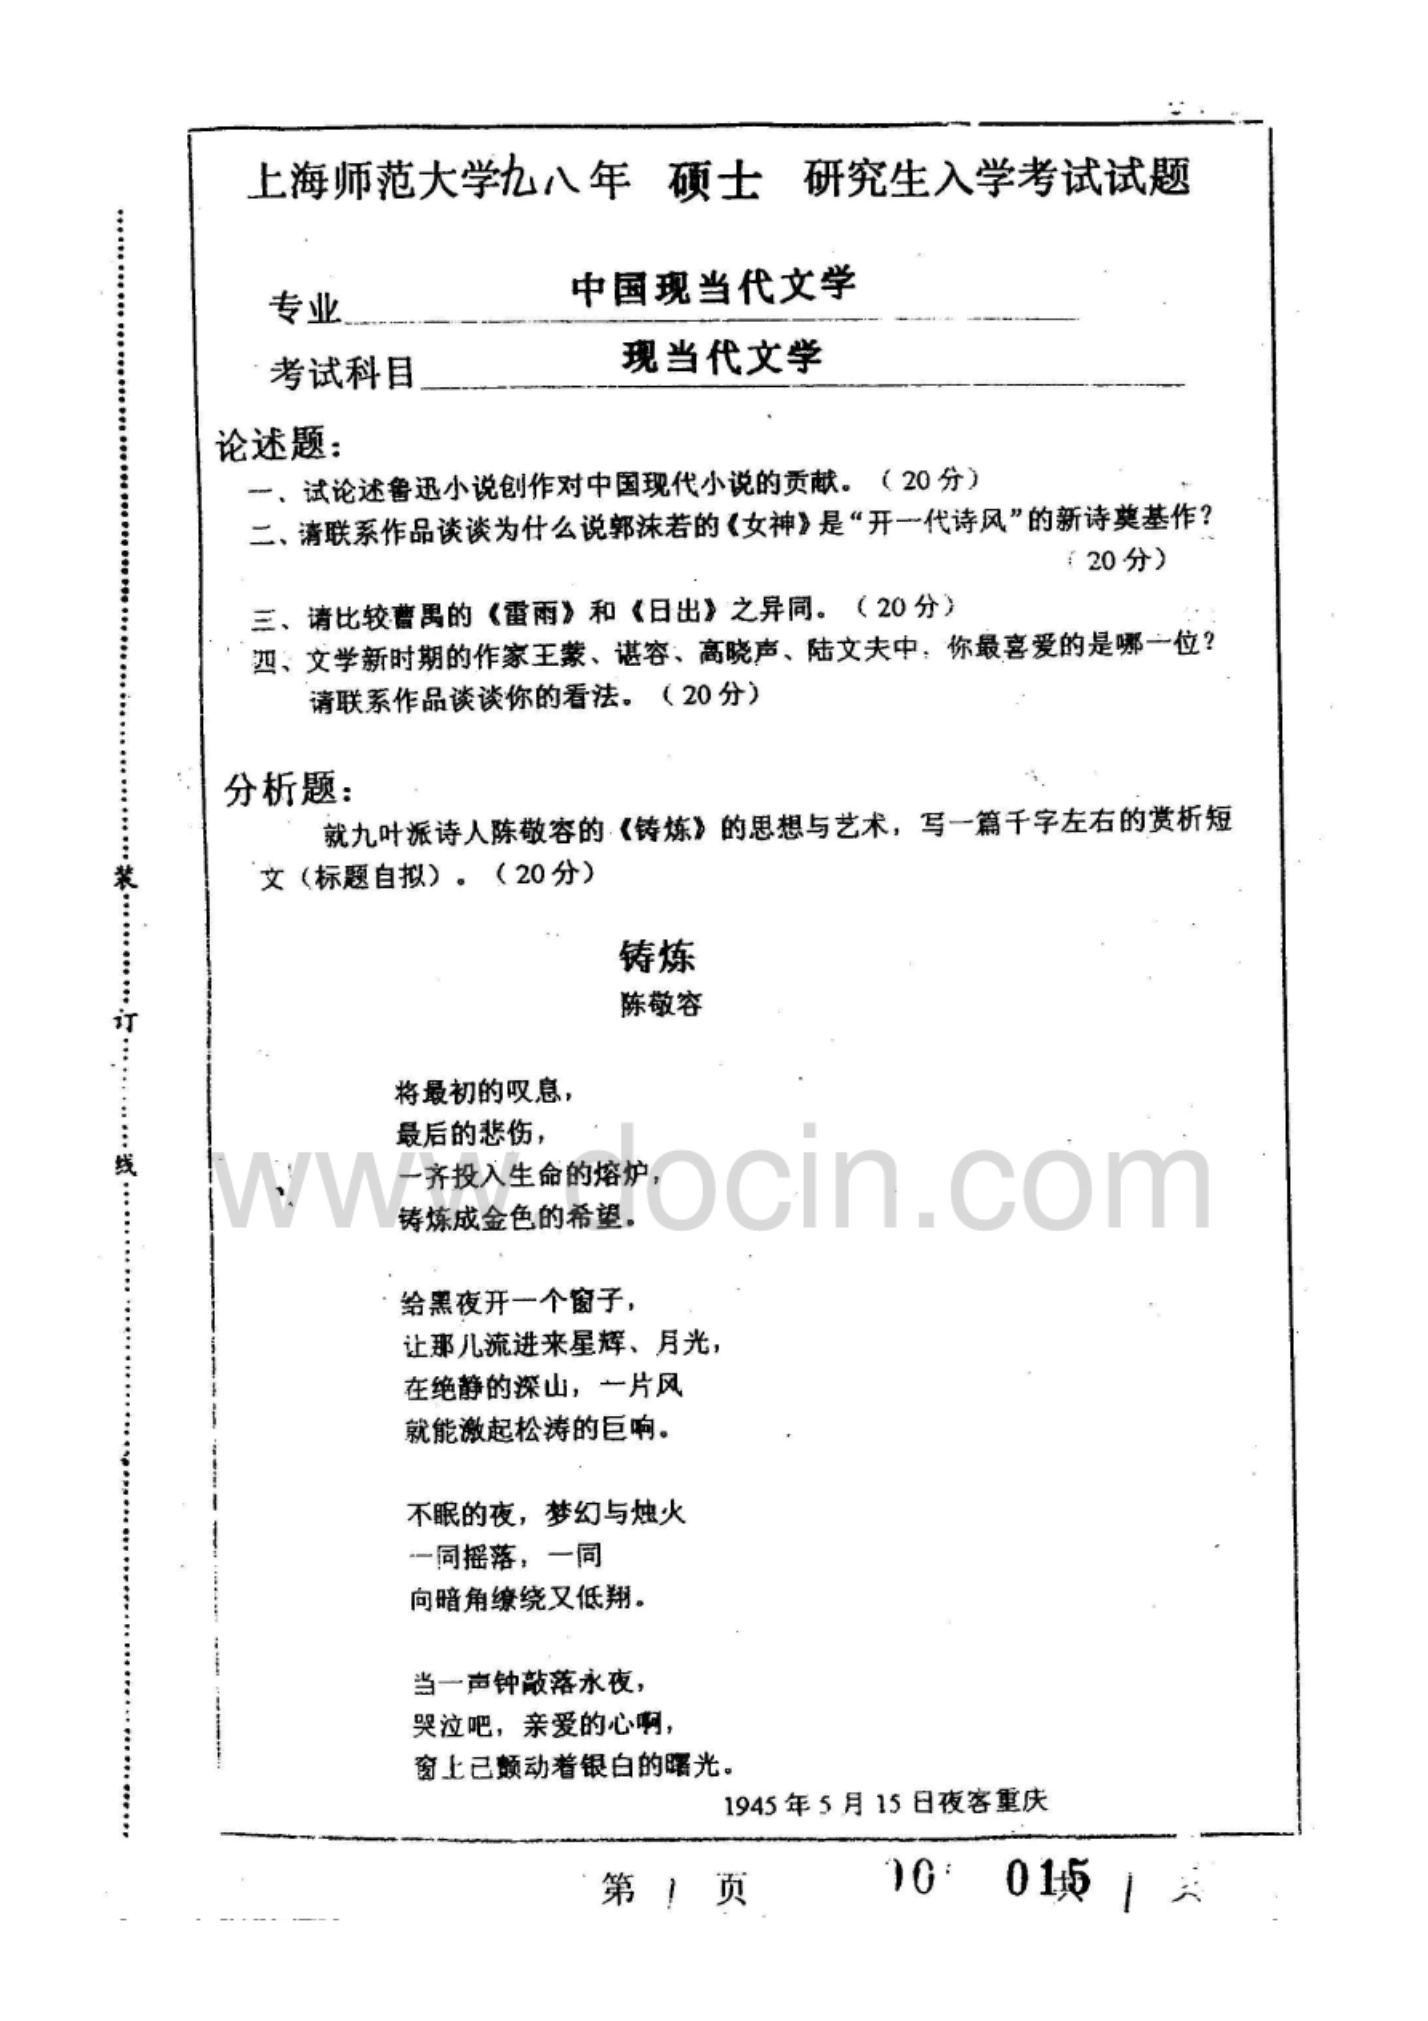 上海师范大学九八年 硕士 研究生入学考试试题
专业 中国现当代文学
考试科目 现当代文学
论述题：
一、试论述鲁迅小说创作对中国现代小说的贡献。（20分）
二、请联系作品谈谈为什么说郭沫若的《女神》是“开一代诗风”的新诗奠基作？
（20分）
三、请比较曹禺的《雷雨》和《日出》之异同。（20分）
四、文学新时期的作家王蒙、谌容、高晓声、陆文夫中，你最喜爱的是哪一位？
请联系作品谈谈你的看法。（20分）
分析题：
就九叶派诗人陈敬容的《铸炼》的思想与艺术，写一篇千字左右的赏析短
文（标题自拟）。（20分）
铸炼
陈敬容
将最初的叹息，
最后的悲伤，
一齐投入生命的熔炉，
铸炼成金色的希望。
给黑夜开一个窗子，
让那儿流进来星辉、月光，
在绝静的深山，一片风
就能激起松涛的巨响。
不眠的夜，梦幻与烛火
一同摇落，一同
向暗角缭绕又低翔。
当一声钟敲落永夜，
哭泣吧，亲爱的心啊，
窗上已颤动着银白的曙光。
1945年5月15日夜客重庆
第 1 页 015 共 1
装
订
线
www.docin.com